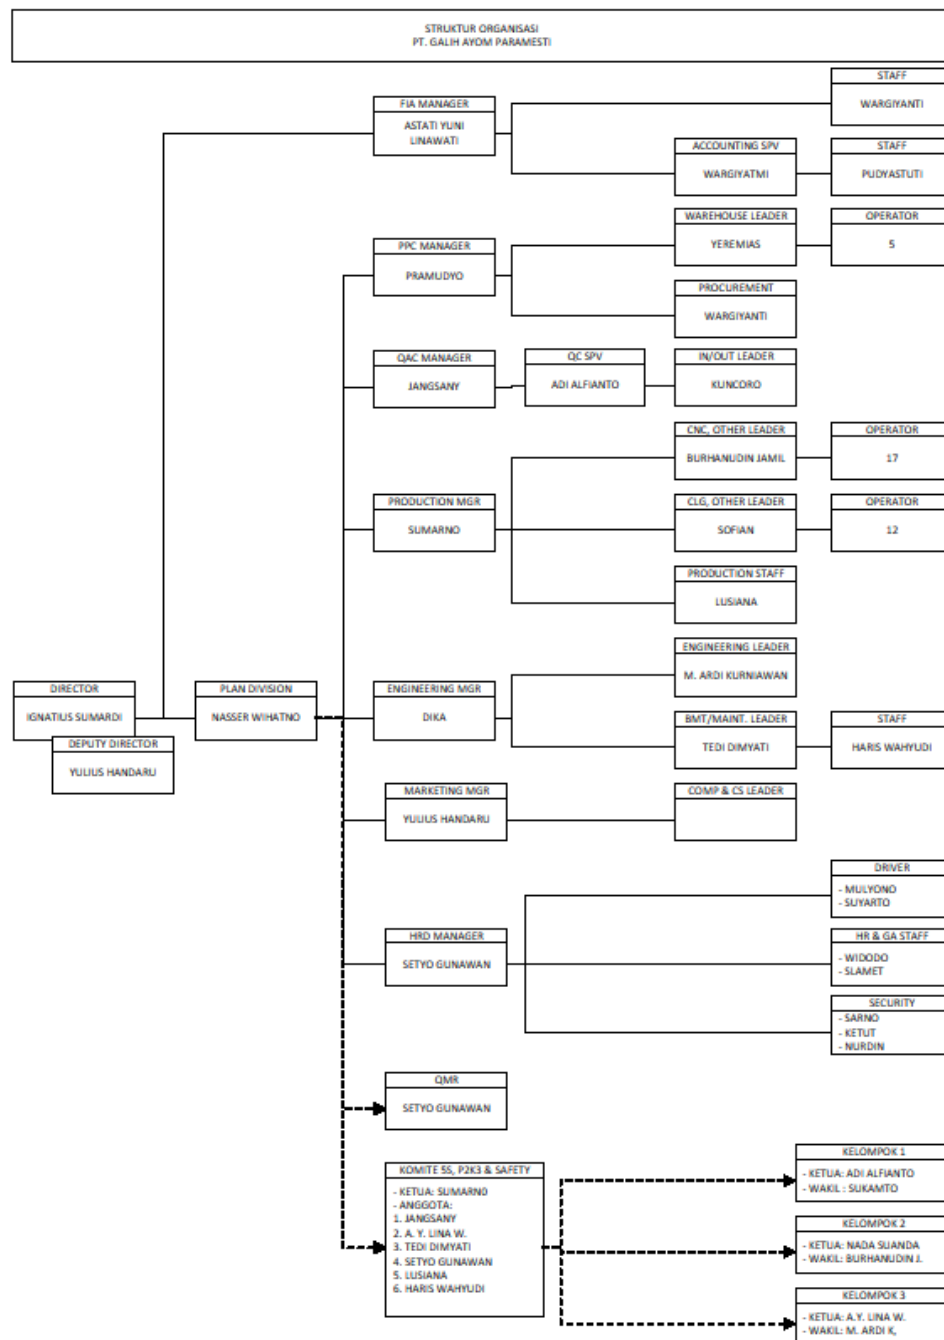 STRUKTUR ORGANISASI
PT. GALIH AYOM PARAMESTI
STAFF
WARGIYANTI
FIA MANAGER
ASTATI YUNI
LINAWATI
ACCOUNTING SPV
WARGIYATMI
STAFF
PUDYASTUTI
WAREHOUSE LEADER
YEREMIAS
OPERATOR
5
PPC MANAGER
PRAMUDYO
PROCUREMENT
WARGIYANTI
QAC MANAGER
JANGSANY
QC SPV
ADI ALFIANTO
IN/OUT LEADER
KUNCORO
CNC, OTHER LEADER
BURHANUDIN JAMIL
OPERATOR
17
PRODUCTION MGR
SUMARNO
CLG, OTHER LEADER
SOFIAN
OPERATOR
12
PRODUCTION STAFF
LUSIANA
ENGINEERING LEADER
M. ARDI KURNIAWAN
DIRECTOR
IGNATIUS SUMARDI
DEPUTY DIRECTOR
YULIUS HANDARU
PLAN DIVISION
NASSER WIHATNO
ENGINEERING MGR
DIKA
BMT/MAINT. LEADER
TEDI DIMYATI
STAFF
HARIS WAHYUDI
MARKETING MGR
YULIUS HANDARU
COMP & CS LEADER
DRIVER
- MULYONO
- SUYARTO
HRD MANAGER
SETYO GUNAWAN
HR & GA STAFF
- WIDODO
- SLAMET
SECURITY
- SARNO
- KETUT
- NURDIN
QMR
SETYO GUNAWAN
KOMITE 5S, P2K3 & SAFETY
- KETUA: SUMARNO
- ANGGOTA:
1. JANGSANY
2. A. Y. LINA W.
3. TEDI DIMYATI
4. SETYO GUNAWAN
5. LUSIANA
6. HARIS WAHYUDI
KELOMPOK 1
- KETUA: ADI ALFIANTO
- WAKIL : SUKAMTO
KELOMPOK 2
- KETUA: NADA SUANDA
- WAKIL: BURHANUDIN J.
KELOMPOK 3
- KETUA: A.Y. LINA W.
- WAKIL: M. ARDI K,